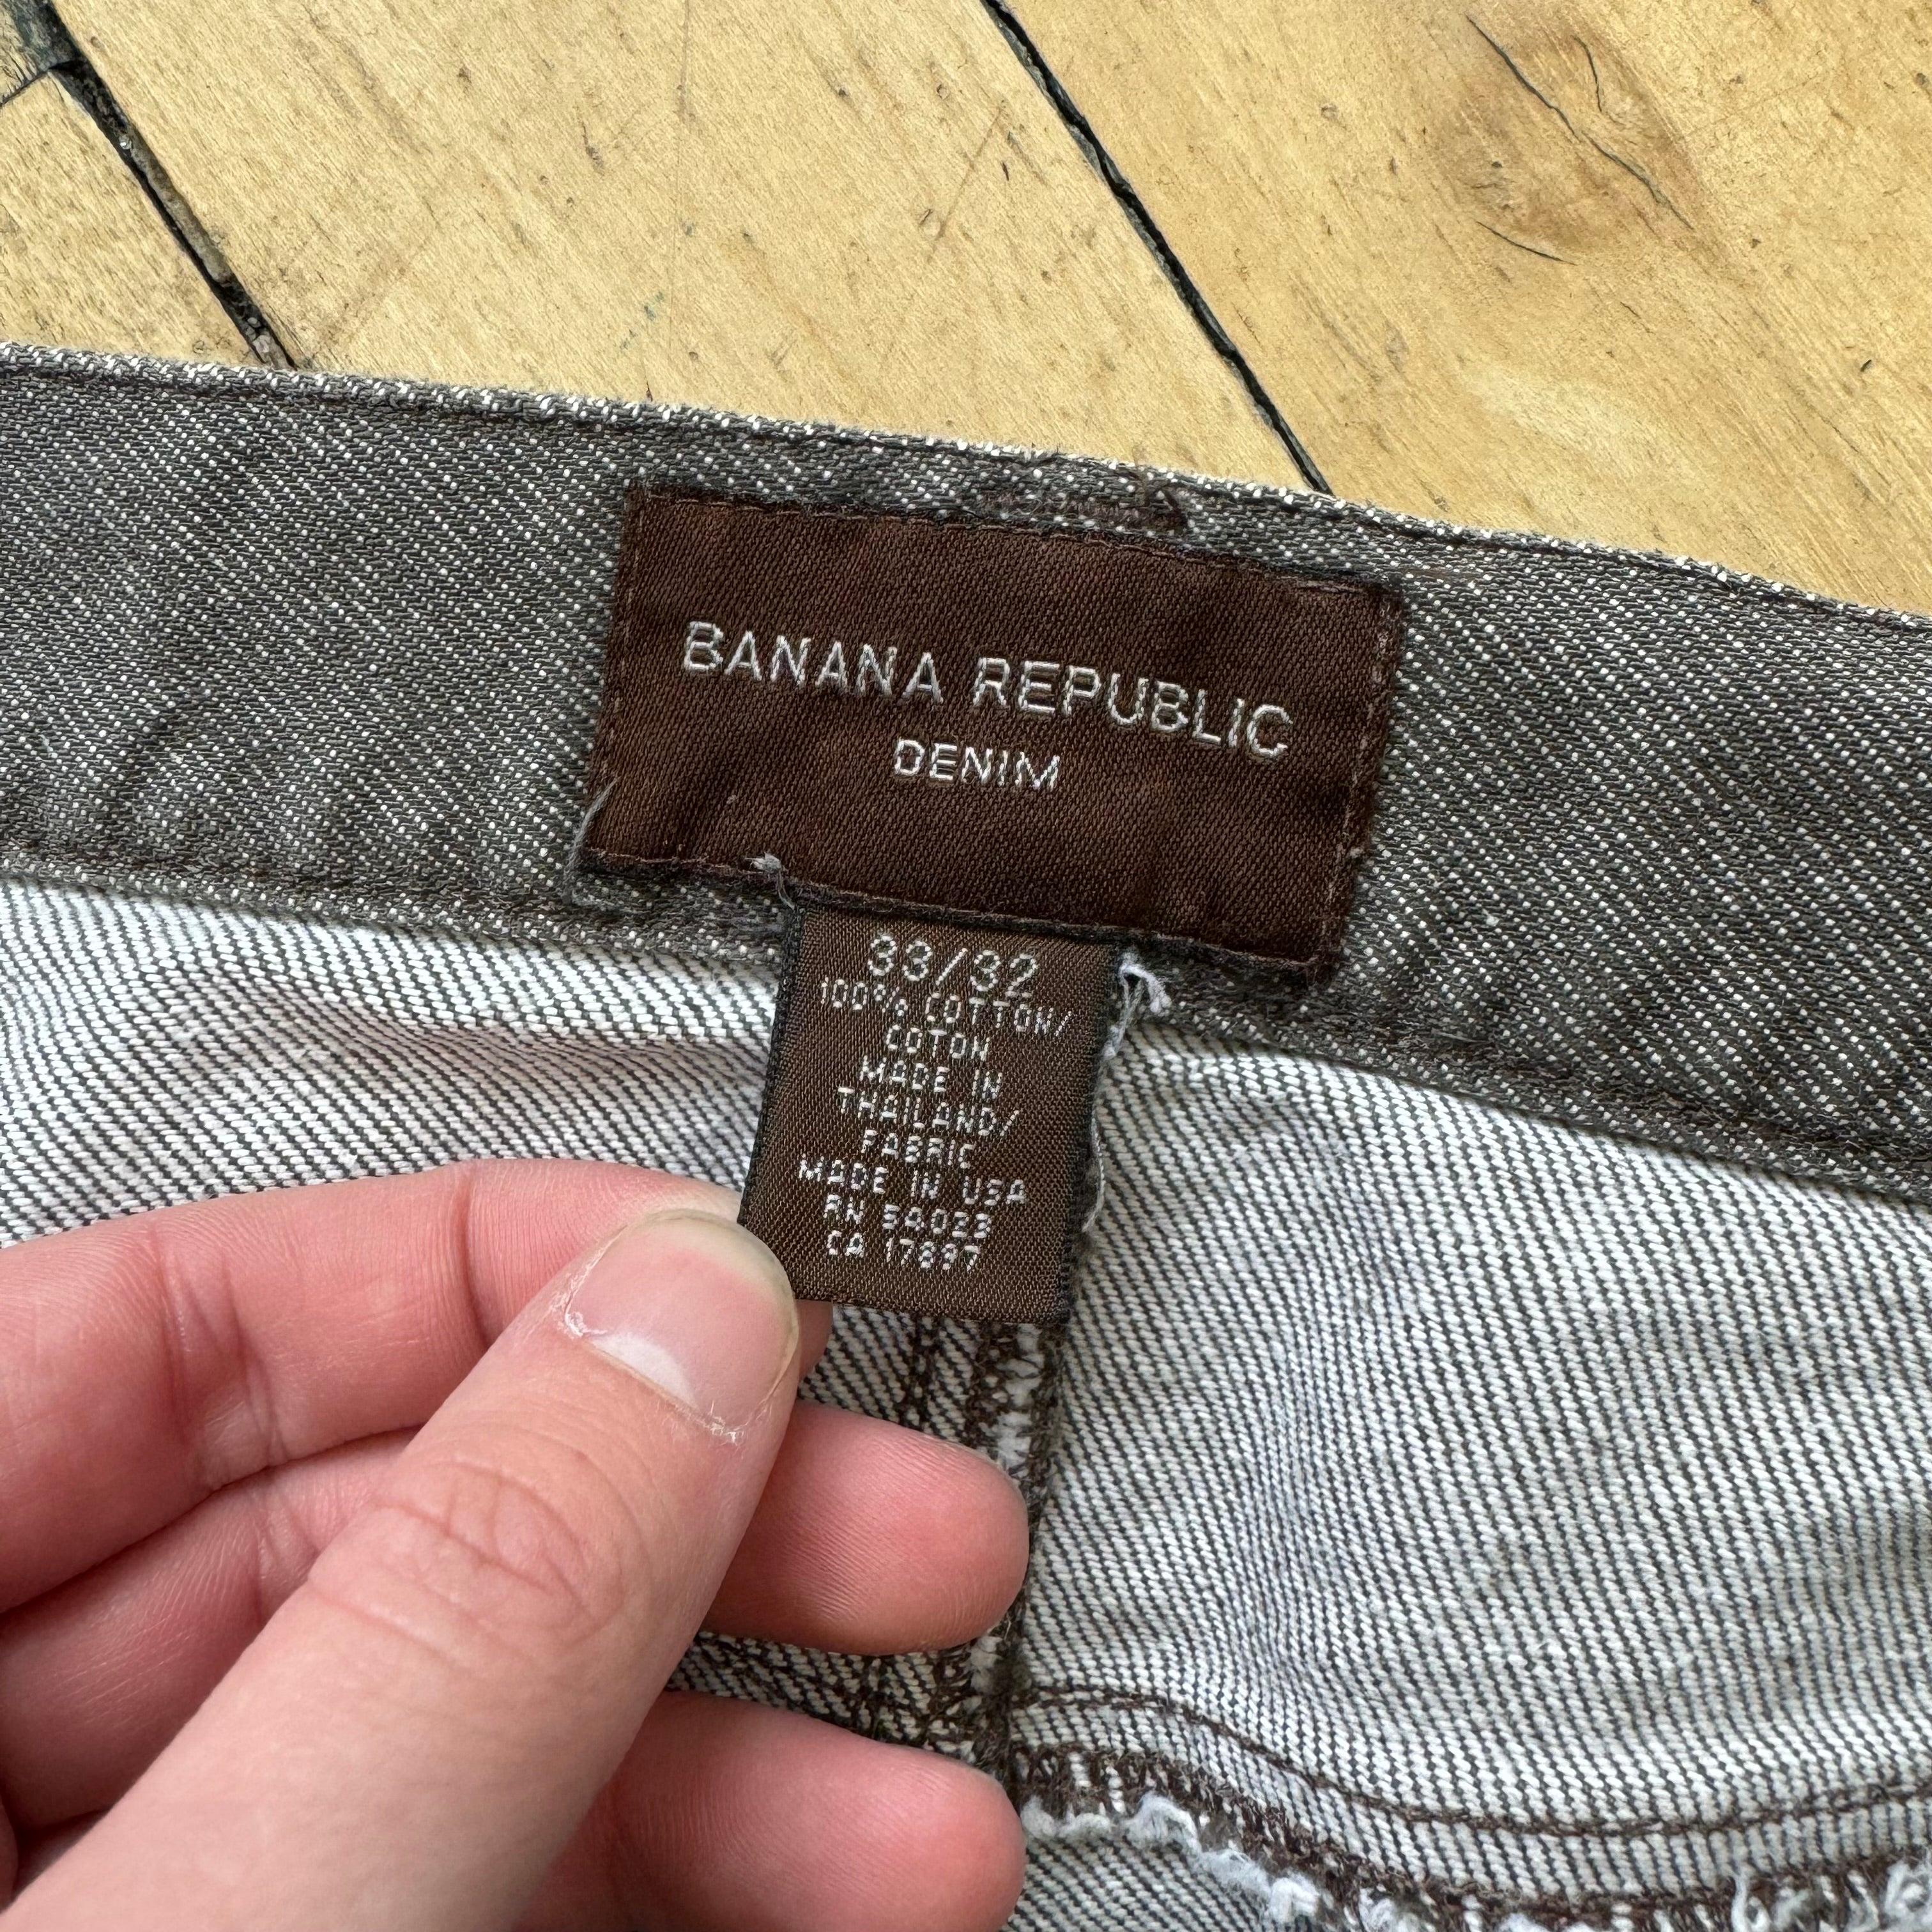 BANANA REPUBLIC
DENIM
33/32
100% COTTON/
COTON
MADE IN
THAILAND/
FABRIC
MADE IN USA
RN 54023
CA 17897